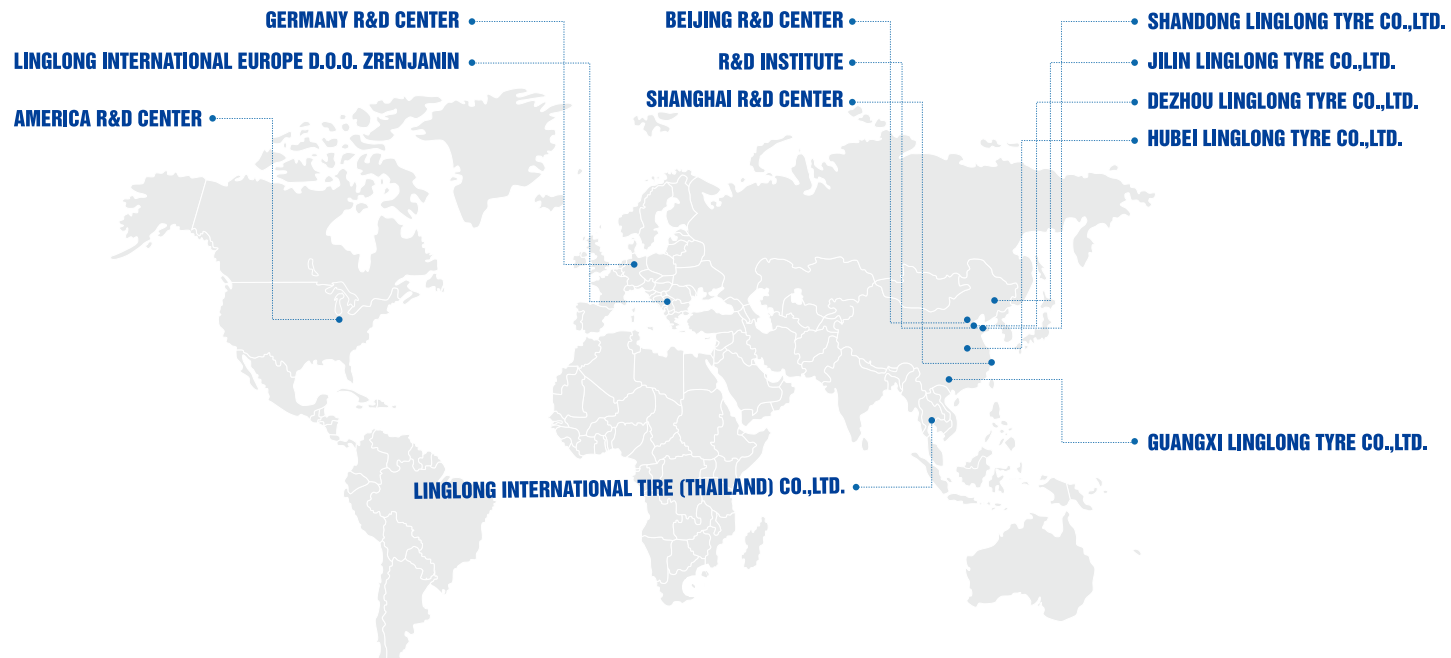 GERMANY R&D CENTER
LINGLONG INTERNATIONAL EUROPE D.O.O. ZRENJANIN
AMERICA R&D CENTER
BEIJING R&D CENTER
R&D INSTITUTE
SHANGHAI R&D CENTER
SHANDONG LINGLONG TYRE CO.,LTD.
JILIN LINGLONG TYRE CO.,LTD.
DEZHOU LINGLONG TYRE CO.,LTD.
HUBEI LINGLONG TYRE CO.,LTD.
GUANGXI LINGLONG TYRE CO.,LTD.
LINGLONG INTERNATIONAL TIRE (THAILAND) CO.,LTD.